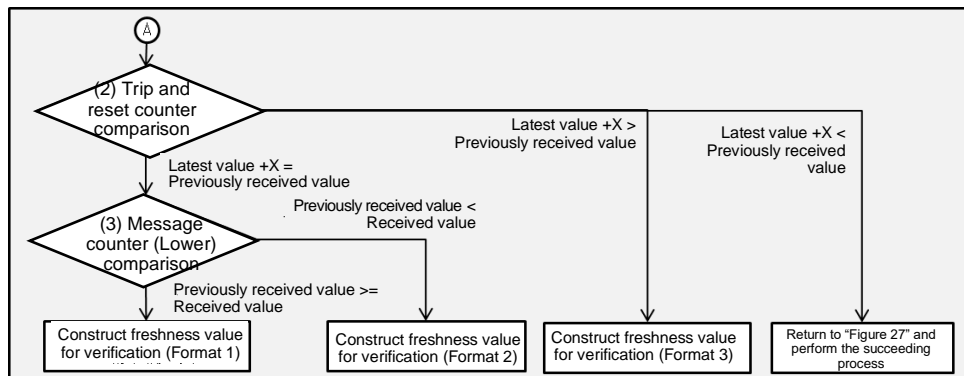 A
(2) Trip and
reset counter
comparison
Latest value +X >
Previously received value
Latest value +X <
Previously received
value
Latest value +X =
Previously received value
Previously received value <
Received value
(3) Message
counter (Lower)
comparison
Previously received value >=
Received value
Construct freshness value
for verification (Format 1)
Construct freshness value
for verification (Format 2)
Construct freshness value
for verification (Format 3)
Return to “Figure 27” and
perform the succeeding
process